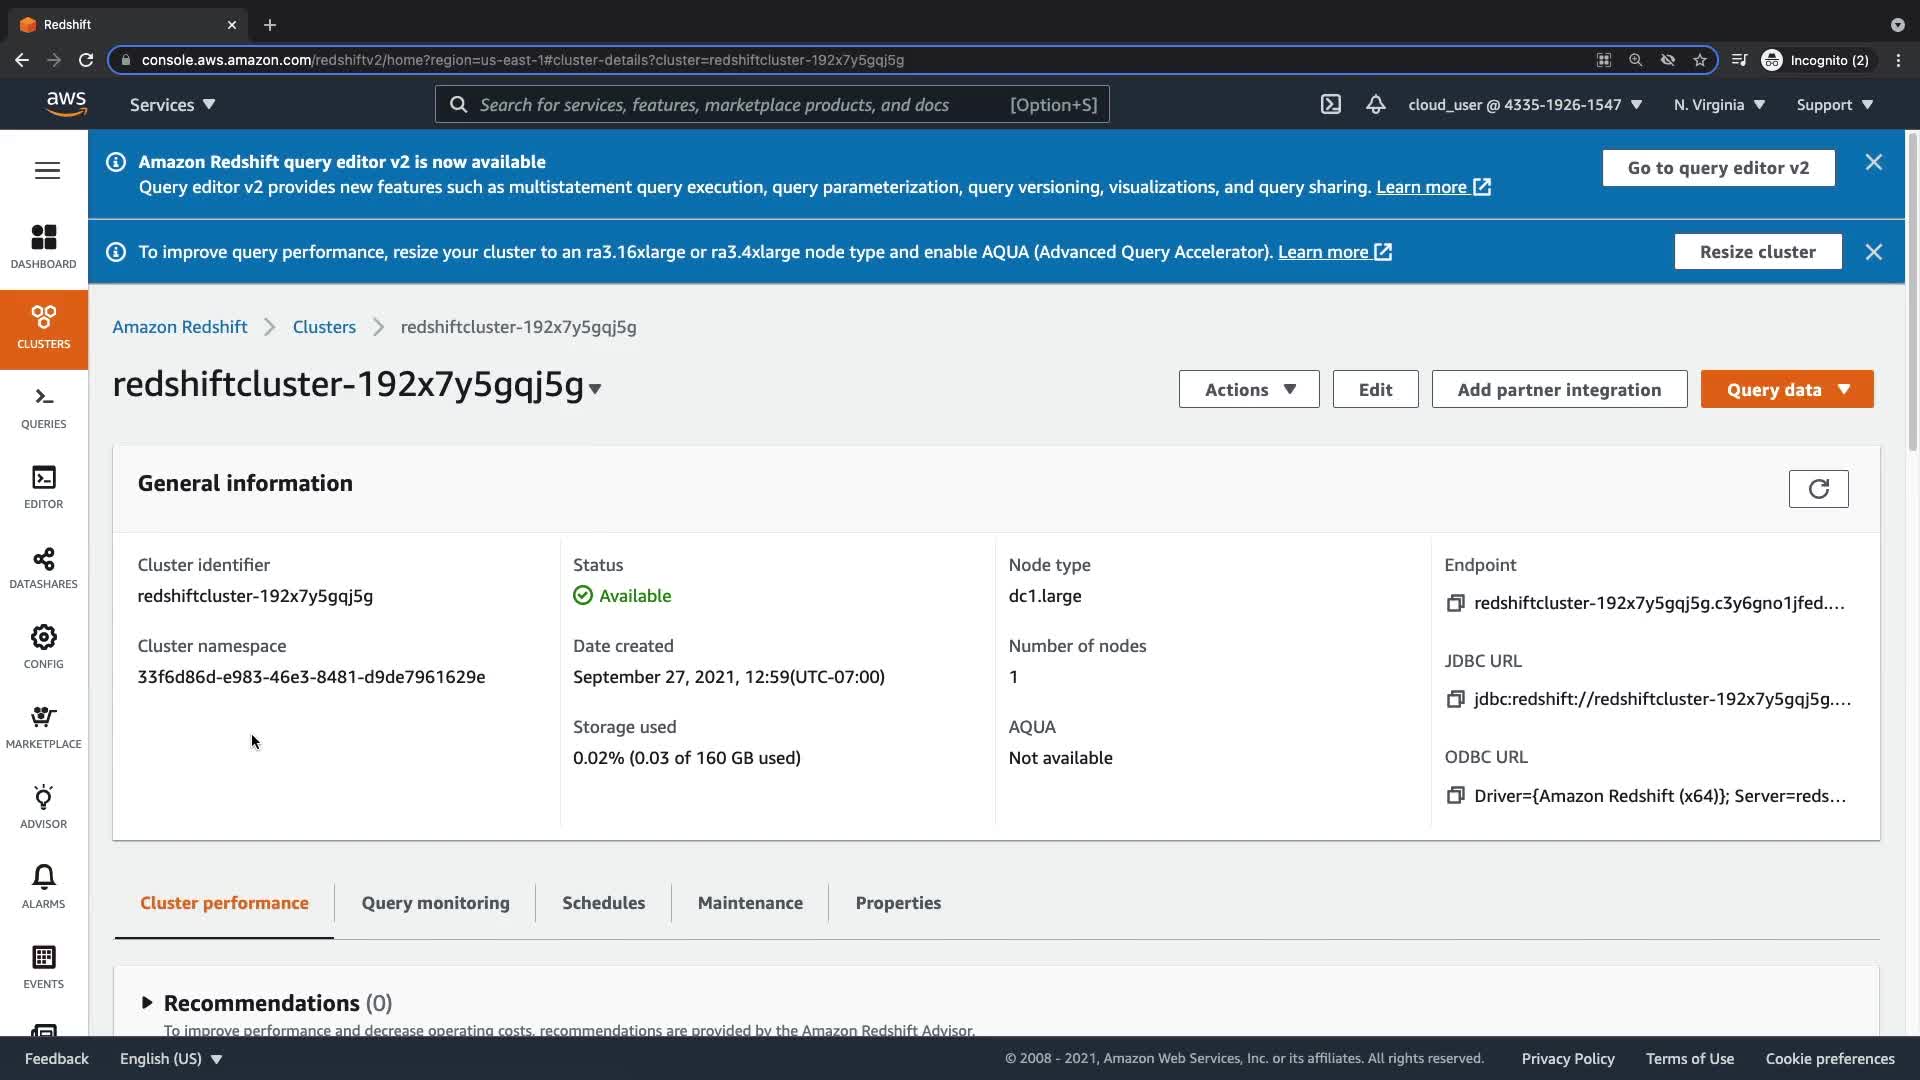 Redshift
console.aws.amazon.com/redshiftv2/home?region=us-east-1#cluster-details?cluster=redshiftcluster-192x7y5gqj5g
Incognito (2)
aws
Services
Search for services, features, marketplace products, and docs [Option+S]
cloud_user @ 4335-1926-1547
N. Virginia
Support
Amazon Redshift query editor v2 is now available
Query editor v2 provides new features such as multistatement query execution, query parameterization, query versioning, visualizations, and query sharing. Learn more
Go to query editor v2
To improve query performance, resize your cluster to an ra3.16xlarge or ra3.4xlarge node type and enable AQUA (Advanced Query Accelerator). Learn more
Resize cluster
DASHBOARD
CLUSTERS
QUERIES
EDITOR
DATASHARES
CONFIG
MARKETPLACE
ADVISOR
ALARMS
EVENTS
Amazon Redshift
Clusters
redshiftcluster-192x7y5gqj5g
redshiftcluster-192x7y5gqj5g
Actions
Edit
Add partner integration
Query data
General information
Cluster identifier
redshiftcluster-192x7y5gqj5g
Cluster namespace
33f6d86d-e983-46e3-8481-d9de7961629e
Status
Available
Date created
September 27, 2021, 12:59(UTC-07:00)
Storage used
0.02% (0.03 of 160 GB used)
Node type
dc1.large
Number of nodes
1
AQUA
Not available
Endpoint
redshiftcluster-192x7y5gqj5g.c3y6gno1jfed....
JDBC URL
jdbc:redshift://redshiftcluster-192x7y5gqj5g....
ODBC URL
Driver={Amazon Redshift (x64)}; Server=reds...
Cluster performance
Query monitoring
Schedules
Maintenance
Properties
Recommendations (0)
To improve performance and decrease operating costs, recommendations are provided by the Amazon Redshift Advisor.
Feedback
English (US)
© 2008 - 2021, Amazon Web Services, Inc. or its affiliates. All rights reserved.
Privacy Policy
Terms of Use
Cookie preferences